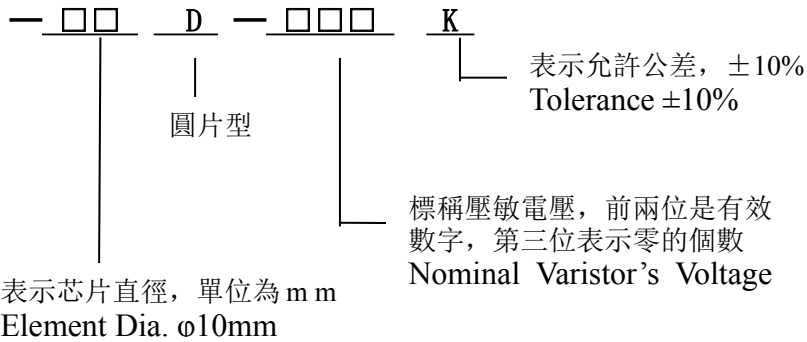 —□□ D —□□□ K
表示允許公差，±10%
Tolerance ±10%
圓片型
標稱壓敏電壓，前兩位是有效
數字，第三位表示零的個數
Nominal Varistor’s Voltage
表示芯片直徑，單位為ｍｍ
Element Dia. φ10mm